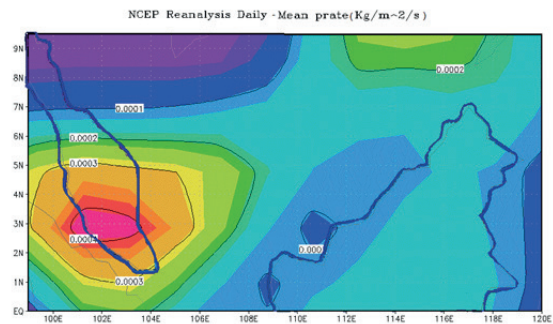 NCEP Reanalysis Daily - Mean prate(Kg/m~2/s)
9N
8N
7N
6N
5N
4N
3N
2N
1N
EQ
0.0002
0.0001
0.0002
0.0003
0.0004
0.000
0.0003
100E 102E 104E 106E 108E 110E 112E 114E 116E 118E 120E